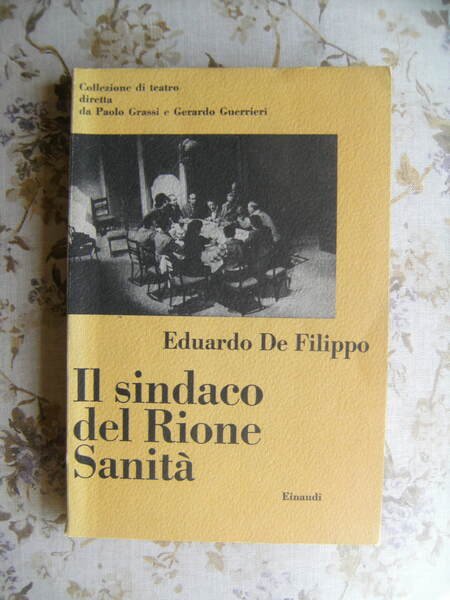 Collezione di teatro
diretta
da Paolo Grassi e Gerardo Guerrieri
Eduardo De Filippo
Il sindaco
del Rione
Sanità
Einaudi